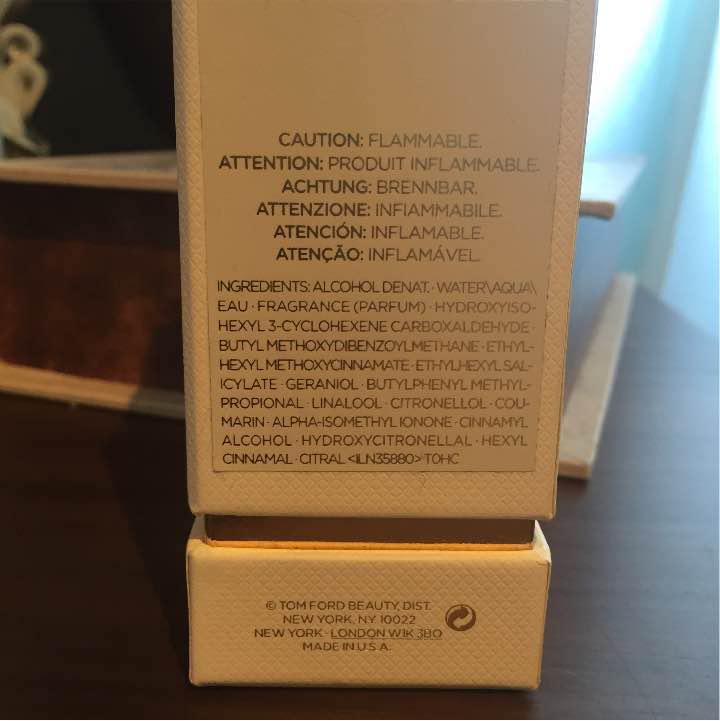 CAUTION: FLAMMABLE.
ATTENTION: PRODUIT INFLAMMABLE.
ACHTUNG: BRENNBAR.
ATTENZIONE: INFIAMMABILE.
ATENCIÓN: INFLAMABLE.
ATENÇÃO: INFLAMÁVEL.
INGREDIENTS: ALCOHOL DENAT. · WATER\AQUA\
EAU · FRAGRANCE (PARFUM) · HYDROXYISO-
HEXYL 3-CYCLOHEXENE CARBOXALDEHYDE ·
BUTYL METHOXYDIBENZOYLMETHANE · ETHYL-
HEXYL METHOXYCINNAMATE · ETHYLHEXYL SAL-
ICYLATE · GERANIOL · BUTYLPHENYL METHYL-
PROPIONAL · LINALOOL · CITRONELLOL · COU-
MARIN · ALPHA-ISOMETHYL IONONE · CINNAMYL
ALCOHOL · HYDROXYCITRONELLAL · HEXYL
CINNAMAL · CITRAL <ILN35880> T0HC
© TOM FORD BEAUTY, DIST.
NEW YORK, NY 10022
NEW YORK · LONDON W1K 3BQ
MADE IN U.S.A.